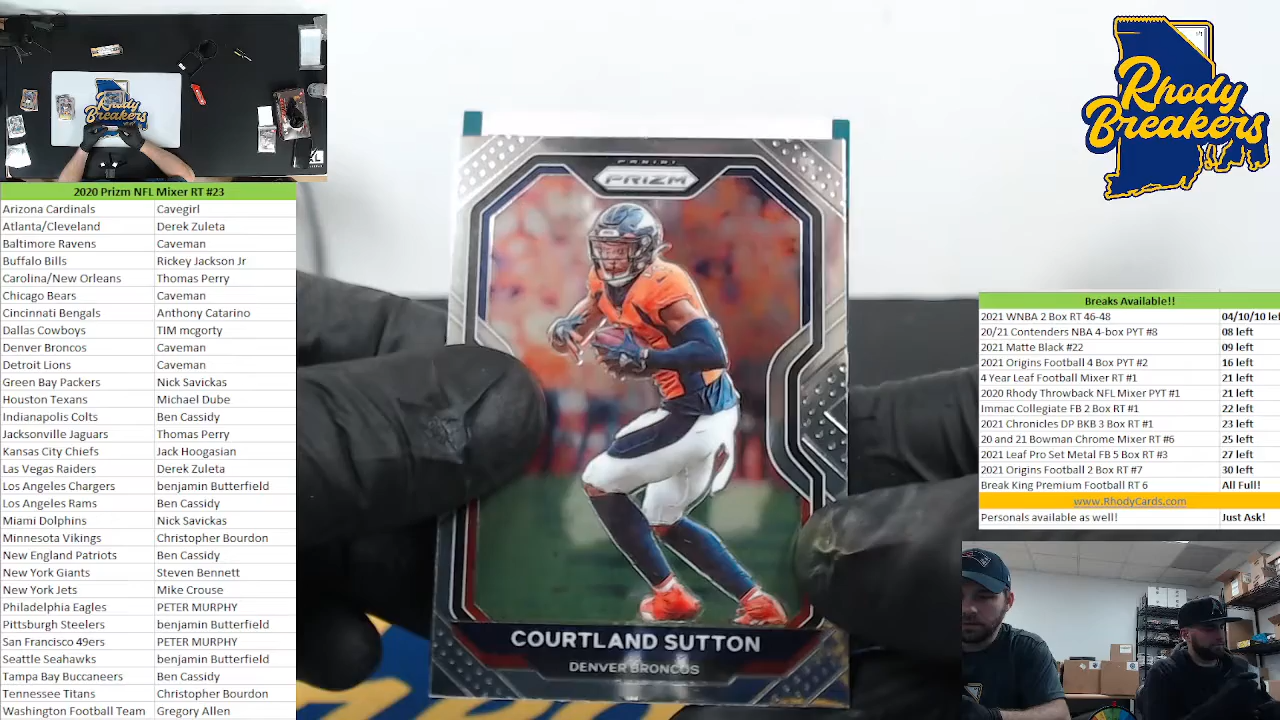 Rhody
Breakers
2020 Prizm NFL Mixer RT #23
Arizona Cardinals Cavegirl
Atlanta/Cleveland Derek Zuleta
Baltimore Ravens Caveman
Buffalo Bills Rickey Jackson Jr
Carolina/New Orleans Thomas Perry
Chicago Bears Caveman
Cincinnati Bengals Anthony Catarino
Dallas Cowboys TIM mcgorty
Denver Broncos Caveman
Detroit Lions Caveman
Green Bay Packers Nick Savickas
Houston Texans Michael Dube
Indianapolis Colts Ben Cassidy
Jacksonville Jaguars Thomas Perry
Kansas City Chiefs Jack Hoogasian
Las Vegas Raiders Derek Zuleta
Los Angeles Chargers benjamin Butterfield
Los Angeles Rams Ben Cassidy
Miami Dolphins Nick Savickas
Minnesota Vikings Christopher Bourdon
New England Patriots Ben Cassidy
New York Giants Steven Bennett
New York Jets Mike Crouse
Philadelphia Eagles PETER MURPHY
Pittsburgh Steelers benjamin Butterfield
San Francisco 49ers PETER MURPHY
Seattle Seahawks benjamin Butterfield
Tampa Bay Buccaneers Ben Cassidy
Tennessee Titans Christopher Bourdon
Washington Football Team Gregory Allen
PANINI
PRIZM
COURTLAND SUTTON
DENVER BRONCOS
Rhody
Breakers
1/1
Breaks Available!!
2021 WNBA 2 Box RT 46-48 04/10/10 left
20/21 Contenders NBA 4-box PYT #8 08 left
2021 Matte Black #22 09 left
2021 Origins Football 4 Box PYT #2 16 left
4 Year Leaf Football Mixer RT #1 21 left
2020 Rhody Throwback NFL Mixer PYT #1 21 left
Immac Collegiate FB 2 Box RT #1 22 left
2021 Chronicles DP BKB 3 Box RT #1 23 left
20 and 21 Bowman Chrome Mixer RT #6 25 left
2021 Leaf Pro Set Metal FB 5 Box RT #3 27 left
2021 Origins Football 2 Box RT #7 30 left
Break King Premium Football RT 6 All Full!
www.RhodyCards.com
Personals available as well! Just Ask!